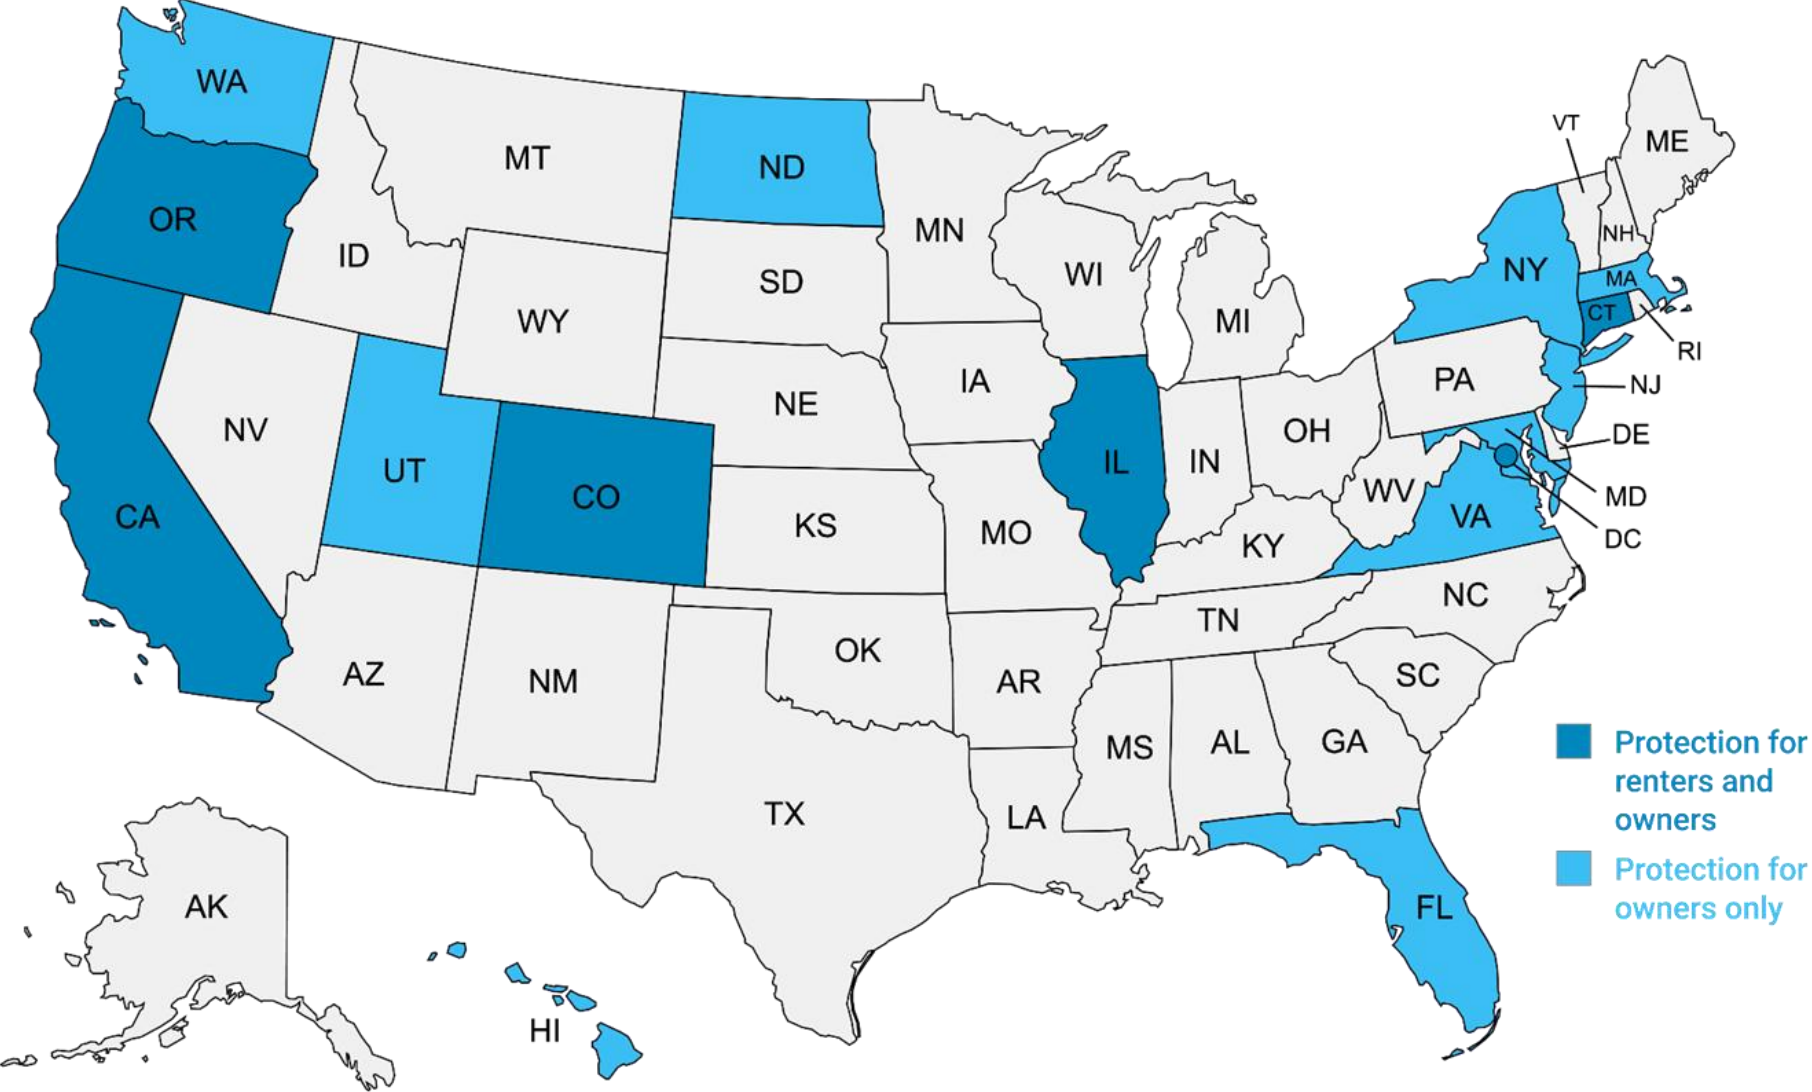 WA
MT
ND
VT
ME
OR
ID
MN
NH
SD
WI
NY
MA
WY
MI
CT
RI
IA
PA
NJ
NE
NV
OH
DE
UT
CO
IL
IN
WV
MD
CA
KS
MO
VA
DC
KY
NC
TN
AZ
NM
OK
AR
SC
MS
AL
GA
Protection for
renters and
owners
TX
LA
Protection for
owners only
AK
FL
HI